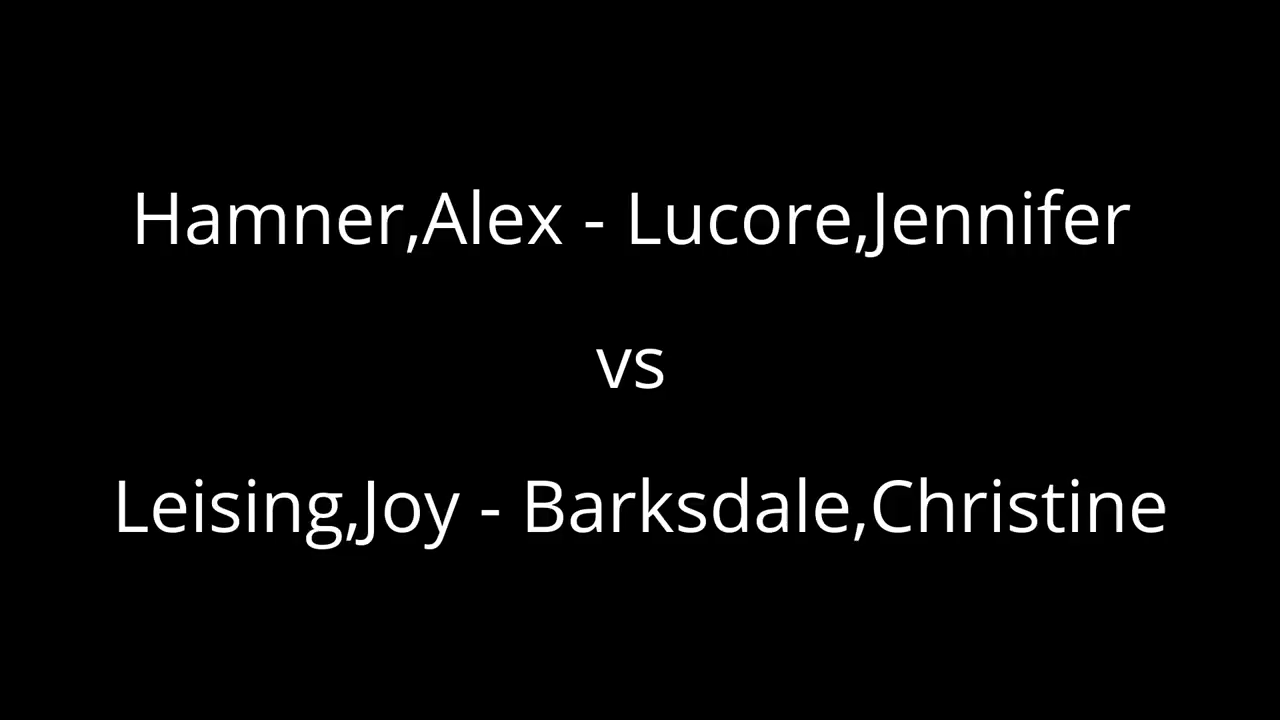 Hamner,Alex - Lucore,Jennifer
vs
Leising,Joy - Barksdale,Christine